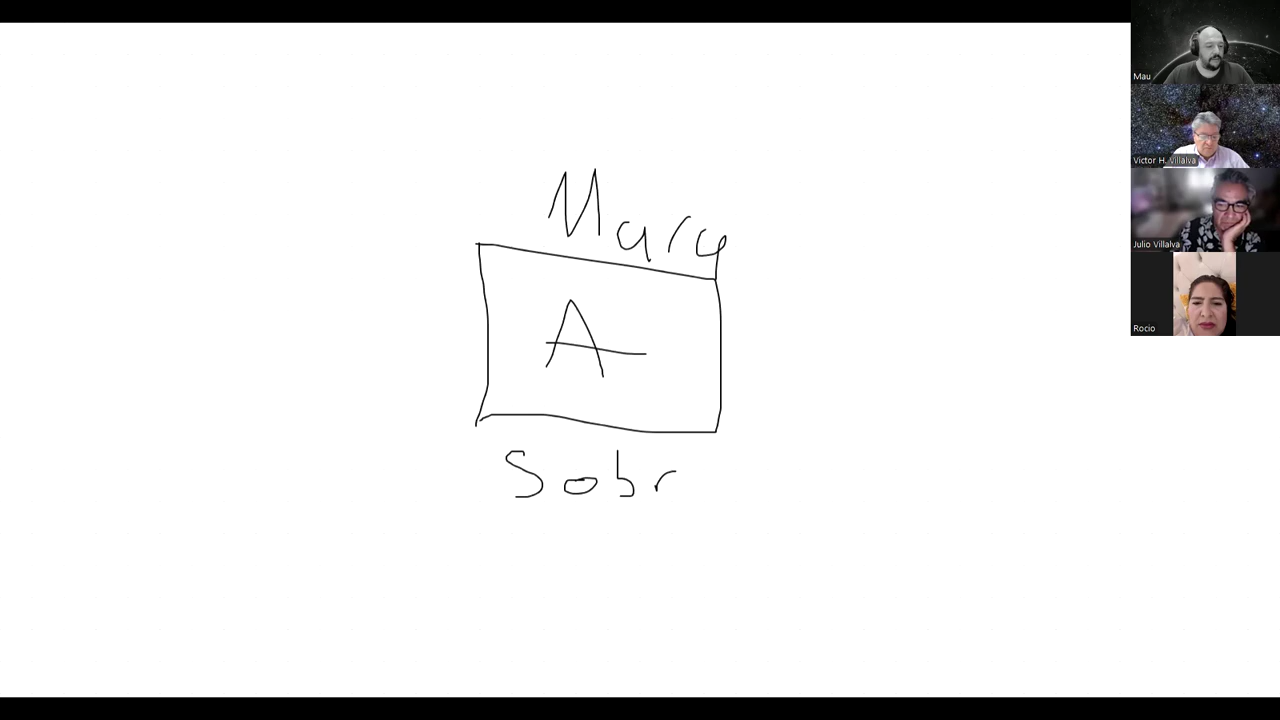 Marc
A
Sobr
Mau
Victor H. Villalva
Julio Villalva
Rocio